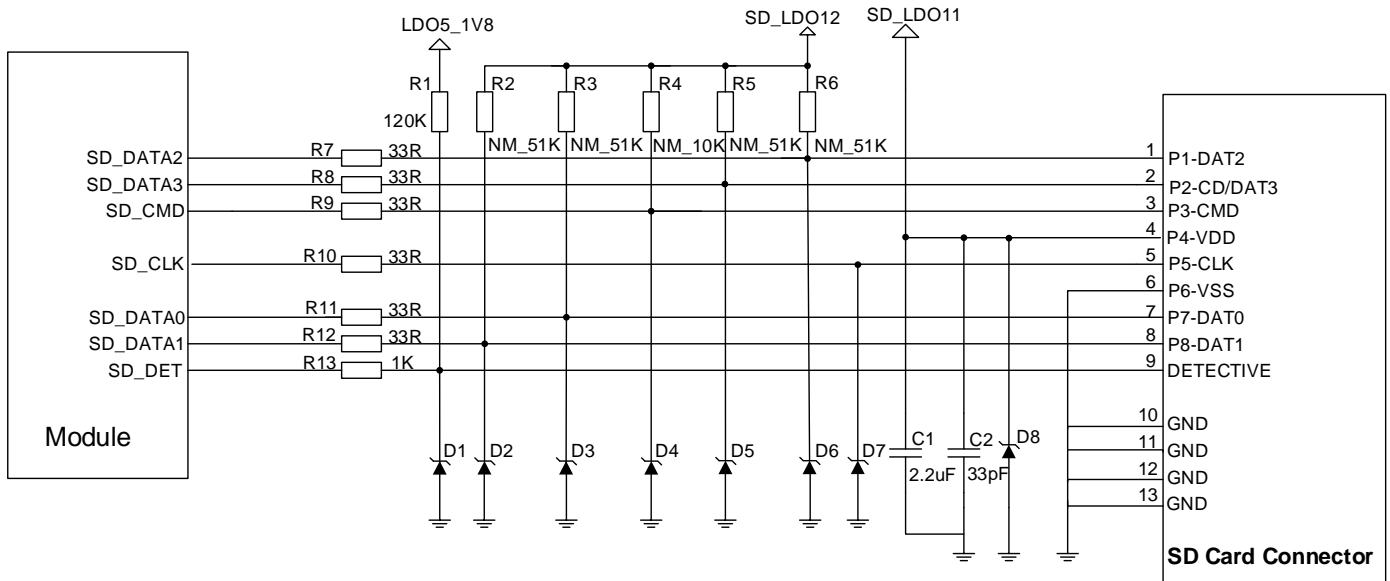 SD_LDO12 SD_LDO11
LDO5_1V8
R1 R2 R3 R4 R5 R6
120K
NM_51K NM_51K NM_10K NM_51K NM_51K
SD_DATA2 R7 33R 1 P1-DAT2
SD_DATA3 R8 33R 2 P2-CD/DAT3
SD_CMD R9 33R 3 P3-CMD
4 P4-VDD
SD_CLK R10 33R 5 P5-CLK
6 P6-VSS
SD_DATA0 R11 33R 7 P7-DAT0
SD_DATA1 R12 33R 8 P8-DAT1
SD_DET R13 1K 9 DETECTIVE
10 GND
Module D1 D2 D3 D4 D5 D6 D7 C1 C2 D8 11 GND
2.2uF 33pF 12 GND
13 GND
SD Card Connector